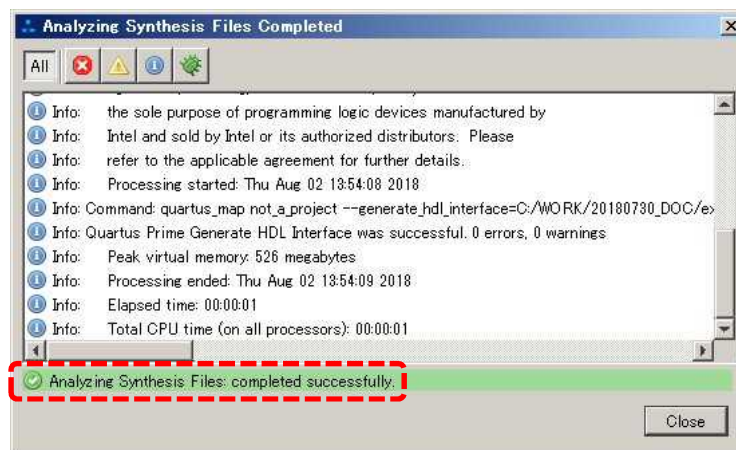 Analyzing Synthesis Files Completed
All
Info: the sole purpose of programming logic devices manufactured by
Info: Intel and sold by Intel or its authorized distributors. Please
Info: refer to the applicable agreement for further details.
Info: Processing started: Thu Aug 02 13:54:08 2018
Info: Command: quartus_map not_a_project --generate_hdl_interface=C:/WORK/20180730_DOC/e
Info: Quartus Prime Generate HDL Interface was successful. 0 errors, 0 warnings
Info: Peak virtual memory: 526 megabytes
Info: Processing ended: Thu Aug 02 13:54:09 2018
Info: Elapsed time: 00:00:01
Info: Total CPU time (on all processors): 00:00:01
Analyzing Synthesis Files: completed successfully.
Close